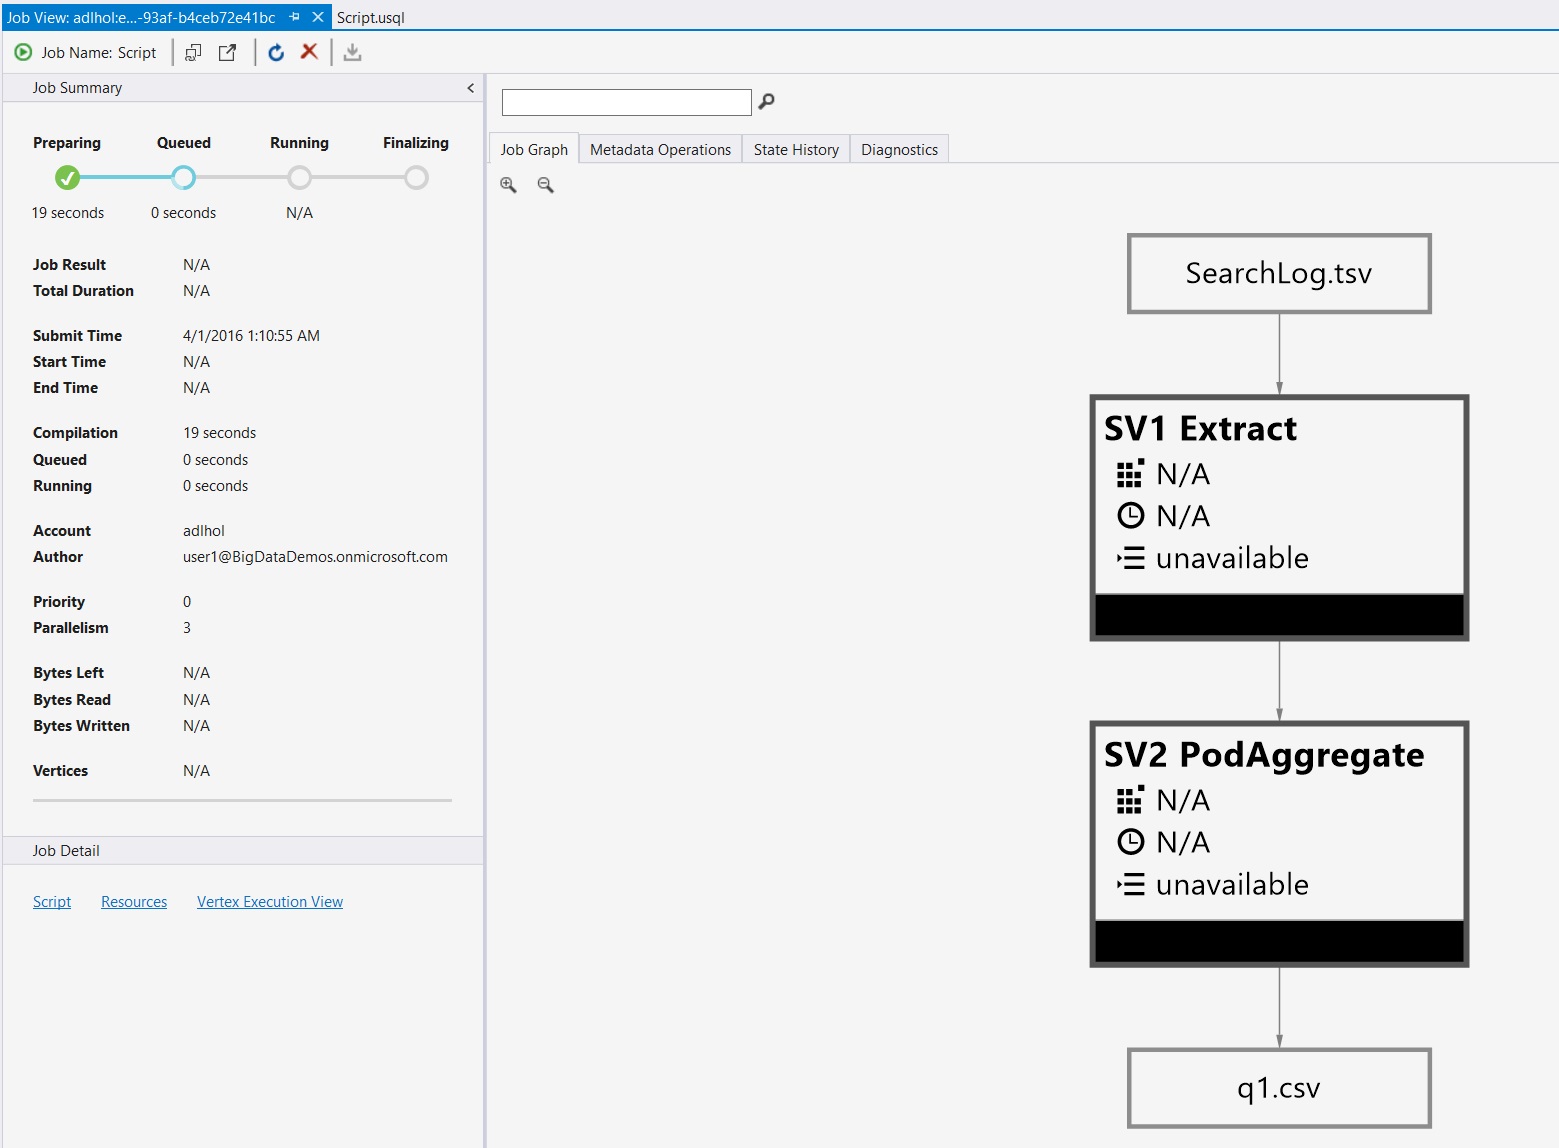 Job View: adlhol:e...-93af-b4ceb72e41bc Script.usql
Job Name: Script
Job Summary
Preparing Queued Running Finalizing
19 seconds 0 seconds N/A
Job Result N/A
Total Duration N/A
Submit Time 4/1/2016 1:10:55 AM
Start Time N/A
End Time N/A
Compilation 19 seconds
Queued 0 seconds
Running 0 seconds
Account adlhol
Author user1@BigDataDemos.onmicrosoft.com
Priority 0
Parallelism 3
Bytes Left N/A
Bytes Read N/A
Bytes Written N/A
Vertices N/A
Job Detail
Script Resources Vertex Execution View
Job Graph Metadata Operations State History Diagnostics
SearchLog.tsv
SV1 Extract
N/A
N/A
unavailable
SV2 PodAggregate
N/A
N/A
unavailable
q1.csv